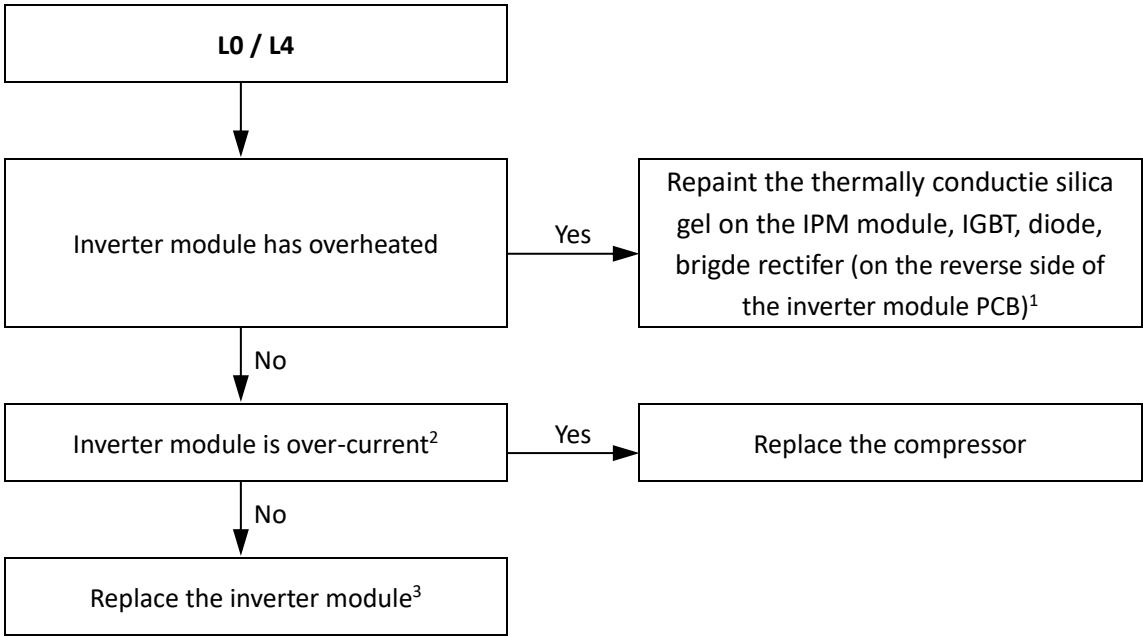 L0 / L4
Inverter module has overheated
Yes
Repaint the thermally conductie silica
gel on the IPM module, IGBT, diode,
brigde rectifer (on the reverse side of
the inverter module PCB)1
No
Inverter module is over-current2
Yes
Replace the compressor
No
Replace the inverter module3